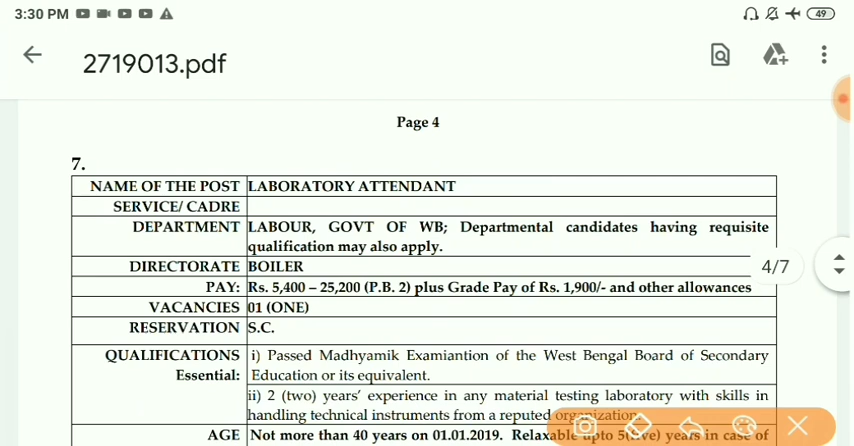 3:30 PM
49
2719013.pdf
Page 4
7.
NAME OF THE POST LABORATORY ATTENDANT
SERVICE/ CADRE
DEPARTMENT LABOUR, GOVT OF WB; Departmental candidates having requisite
qualification may also apply.
DIRECTORATE BOILER
4/7
PAY: Rs. 5,400 – 25,200 (P.B. 2) plus Grade Pay of Rs. 1,900/- and other allowances
VACANCIES 01 (ONE)
RESERVATION S.C.
QUALIFICATIONS i) Passed Madhyamik Examiantion of the West Bengal Board of Secondary
Essential: Education or its equivalent.
ii) 2 (two) years' experience in any material testing laboratory with skills in
handling technical instruments from a reputed organization.
AGE Not more than 40 years on 01.01.2019. Relaxable upto 5(five) years in case of